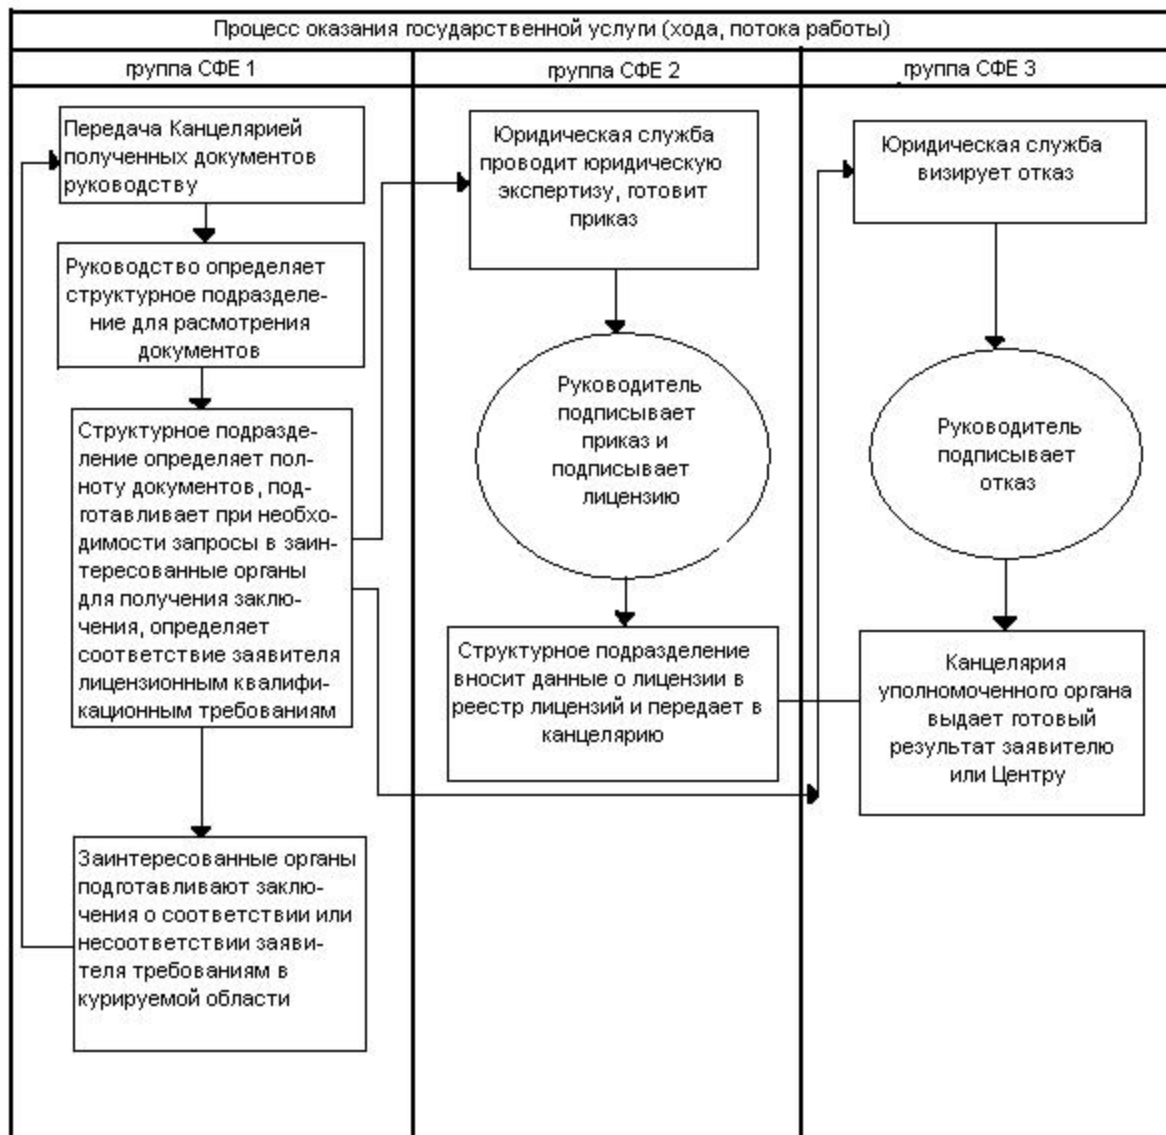 Процесс оказания государственной услуги (хода, потока работы)
группа СФЕ 1
группа СФЕ 2
группа СФЕ 3
Передача Канцелярией
полученных документов
руководству
Руководство определяет
структурное подразделе-
ние для расмотрения
документов
Структурное подразде-
ление определяет пол-
ноту документов, под-
готавливает при необхо-
димости запросы в заин-
тересованные органы
для получения заклю-
чения, определяет
соответствие заявителя
лицензионным квалифи-
кационным требованиям
Заинтересованные органы
подготавливают заклю-
чения о соответствии или
несоответствии заяви-
теля требованиям в
курируемой области
Юридическая служба
проводит юридическую
экспертизу, готовит
приказ
Руководитель
подписывает
приказ и
подписывает
лицензию
Структурное подразделение
вносит данные о лицензии в
реестр лицензий и передает в
канцелярию
Юридическая служба
визирует отказ
Руководитель
подписывает
отказ
Канцелярия
уполномоченного органа
выдает готовый
результат заявителю
или Центру